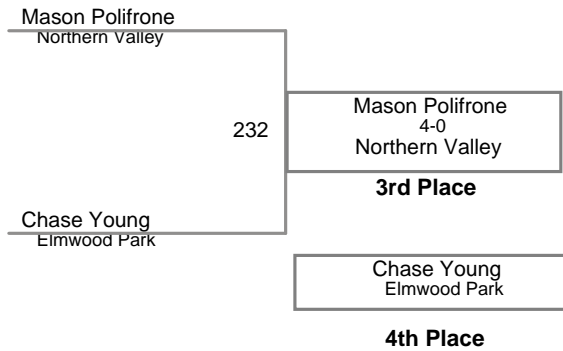 Mason Polifrone
Northern Valley
232
Mason Polifrone
4-0
Northern Valley
3rd Place
Chase Young
Elmwood Park
Chase Young
Elmwood Park
4th Place